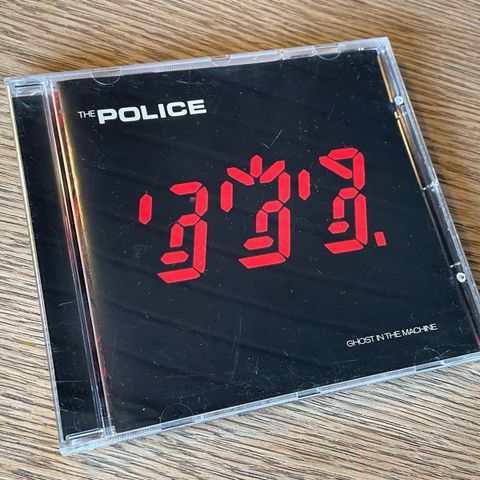 THE POLICE
GHOST IN THE MACHINE